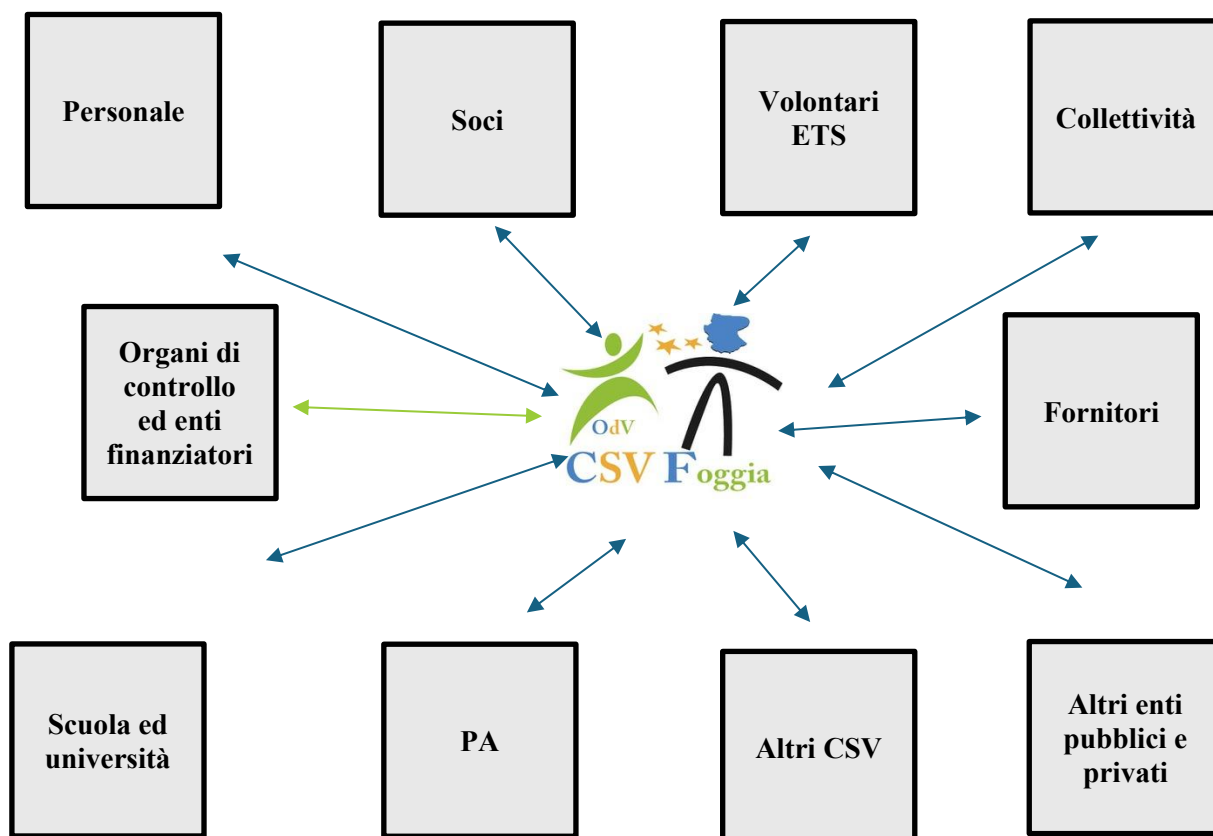 Personale
Soci
Volontari
ETS
Collettività
Organi di
controllo
ed enti
finanziatori
OdV
CSV Foggia
Fornitori
Scuola ed
università
PA
Altri CSV
Altri enti
pubblici e
privati